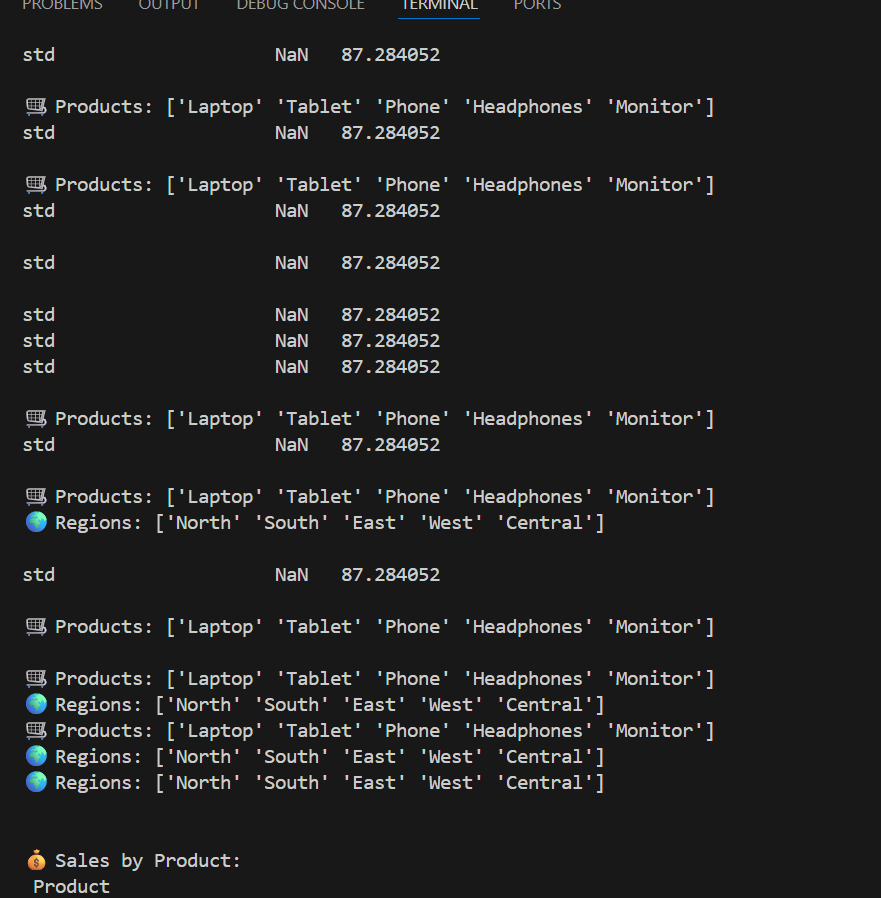 PROBLEMS OUTPUT DEBUG CONSOLE TERMINAL PORTS
std NaN 87.284052
🛒 Products: ['Laptop' 'Tablet' 'Phone' 'Headphones' 'Monitor']
std NaN 87.284052
🛒 Products: ['Laptop' 'Tablet' 'Phone' 'Headphones' 'Monitor']
std NaN 87.284052
std NaN 87.284052
std NaN 87.284052
std NaN 87.284052
std NaN 87.284052
🛒 Products: ['Laptop' 'Tablet' 'Phone' 'Headphones' 'Monitor']
std NaN 87.284052
🛒 Products: ['Laptop' 'Tablet' 'Phone' 'Headphones' 'Monitor']
🌍 Regions: ['North' 'South' 'East' 'West' 'Central']
std NaN 87.284052
🛒 Products: ['Laptop' 'Tablet' 'Phone' 'Headphones' 'Monitor']
🛒 Products: ['Laptop' 'Tablet' 'Phone' 'Headphones' 'Monitor']
🌍 Regions: ['North' 'South' 'East' 'West' 'Central']
🛒 Products: ['Laptop' 'Tablet' 'Phone' 'Headphones' 'Monitor']
🌍 Regions: ['North' 'South' 'East' 'West' 'Central']
🌍 Regions: ['North' 'South' 'East' 'West' 'Central']
💰 Sales by Product:
Product